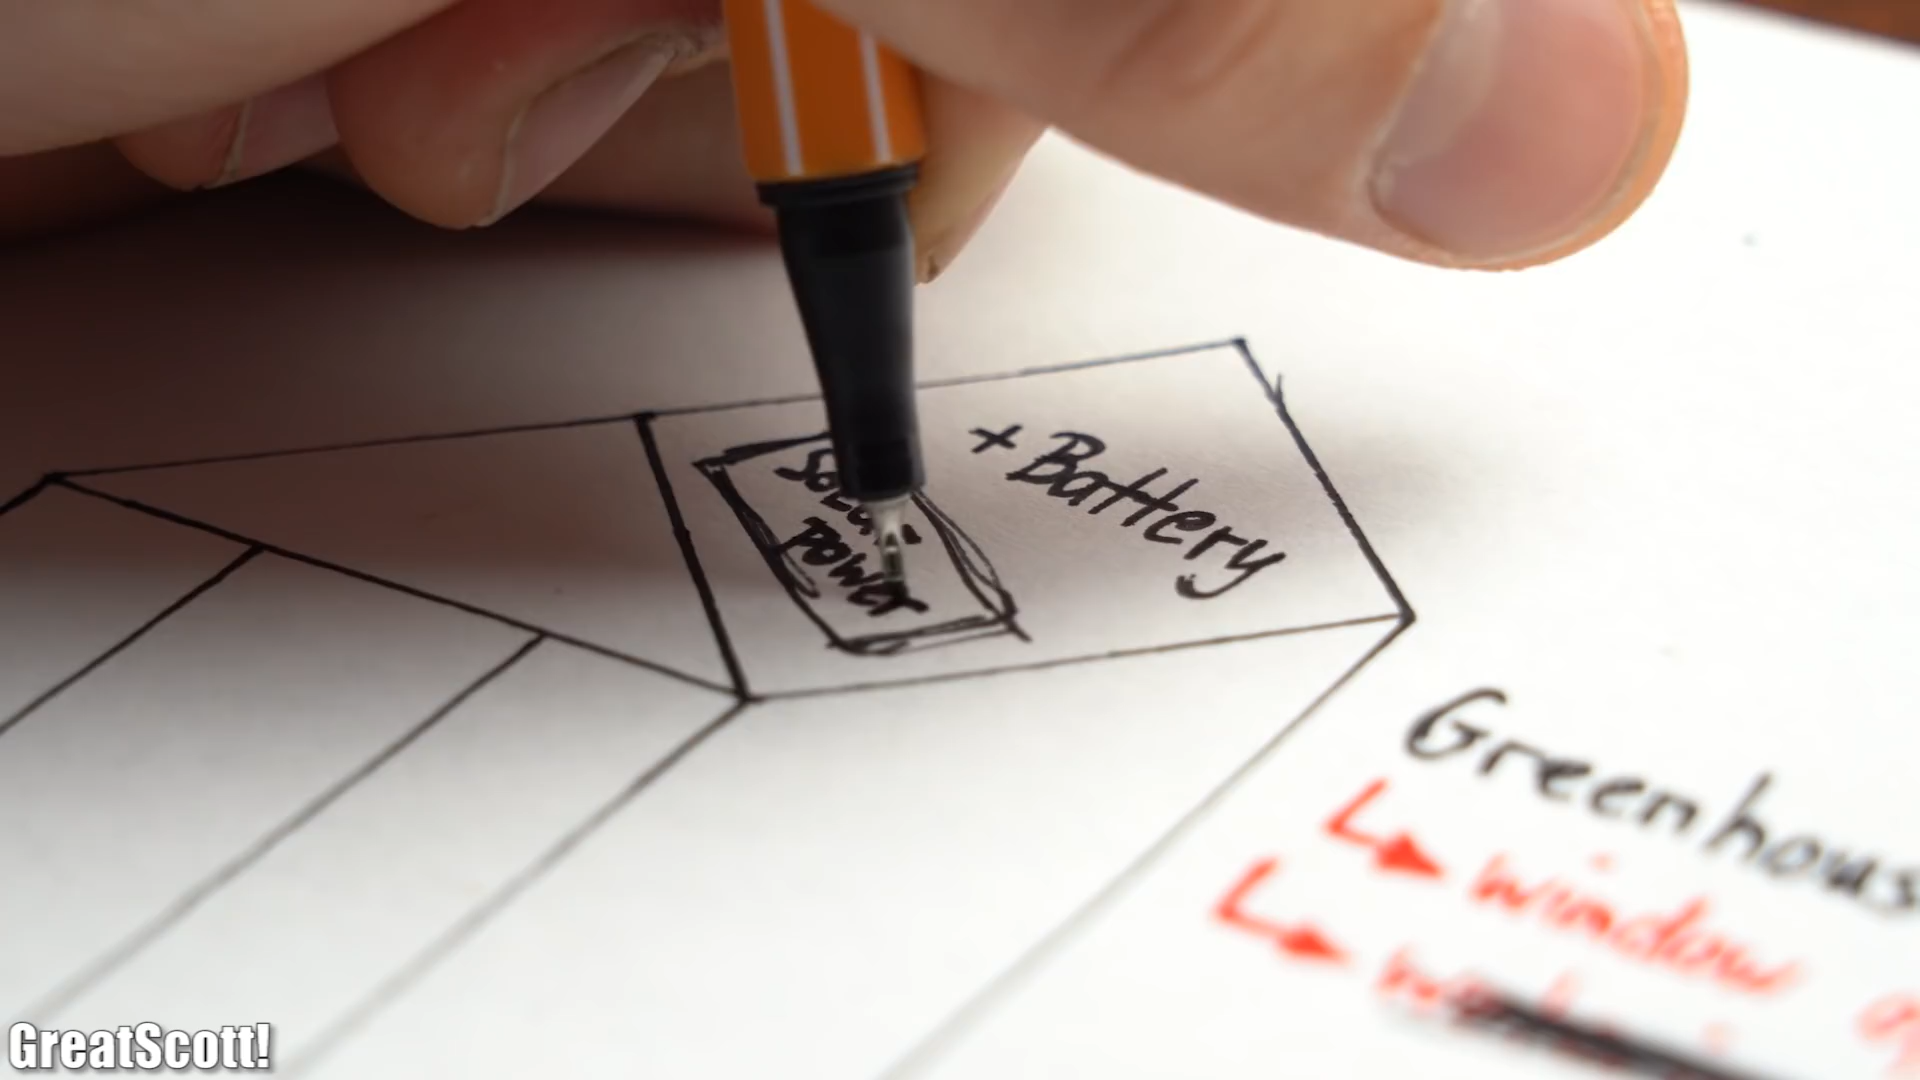 Solar
Power
+ Battery
Greenhous
window
GreatScott!